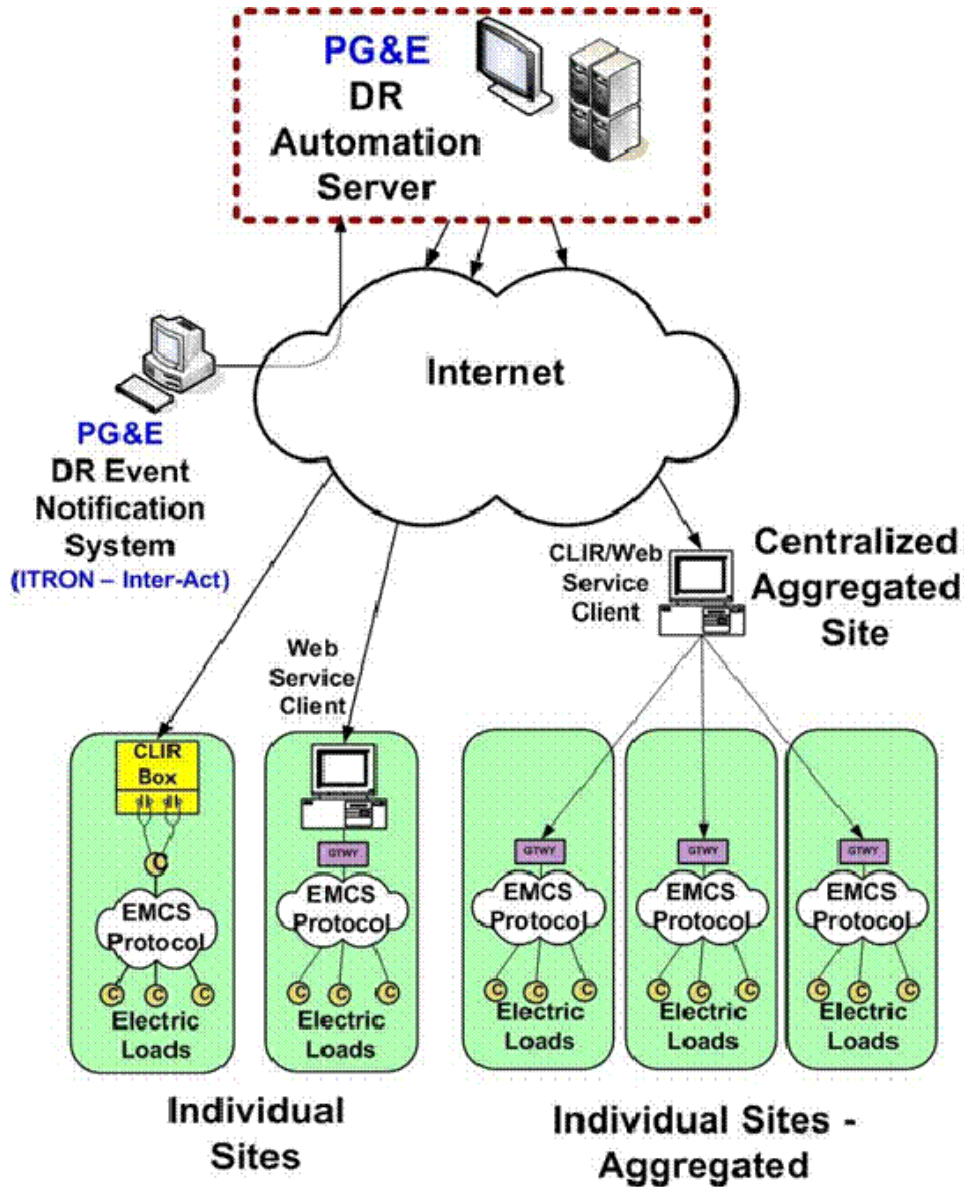 PG&E
DR
Automation
Server
Internet
PG&E
DR Event
Notification
System
(ITRON – Inter-Act)
CLIR/Web
Service
Client
Centralized
Aggregated
Site
Web
Service
Client
CLIR
Box
C
EMCS
Protocol
C C C
Electric
Loads
GTWY
EMCS
Protocol
C C C
Electric
Loads
GTWY
EMCS
Protocol
C C C
Electric
Loads
GTWY
EMCS
Protocol
C C C
Electric
Loads
GTWY
EMCS
Protocol
C C C
Electric
Loads
Individual
Sites
Individual Sites -
Aggregated